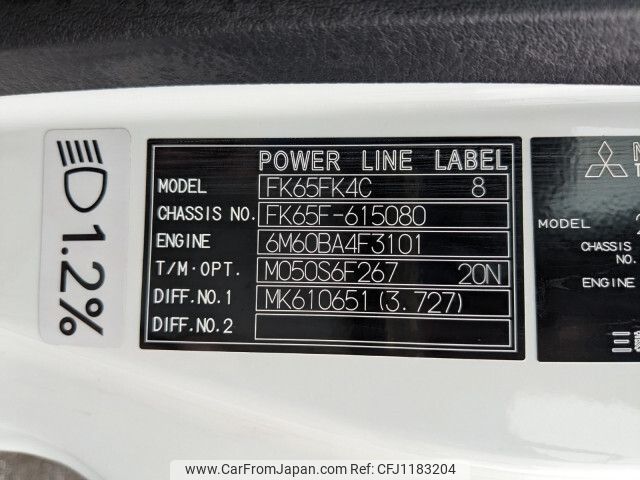 1.2%
POWER LINE LABEL
MODEL FK65FK4C 8
CHASSIS NO. FK65F-615080
ENGINE 6M60BA4F3101
T/M·OPT. M050S6F267 20N
DIFF.NO.1 MK610651(3.727)
DIFF.NO.2
MODEL
CHASSIS
NO.
ENGINE
www.CarFromJapan.com - CFJ1183204